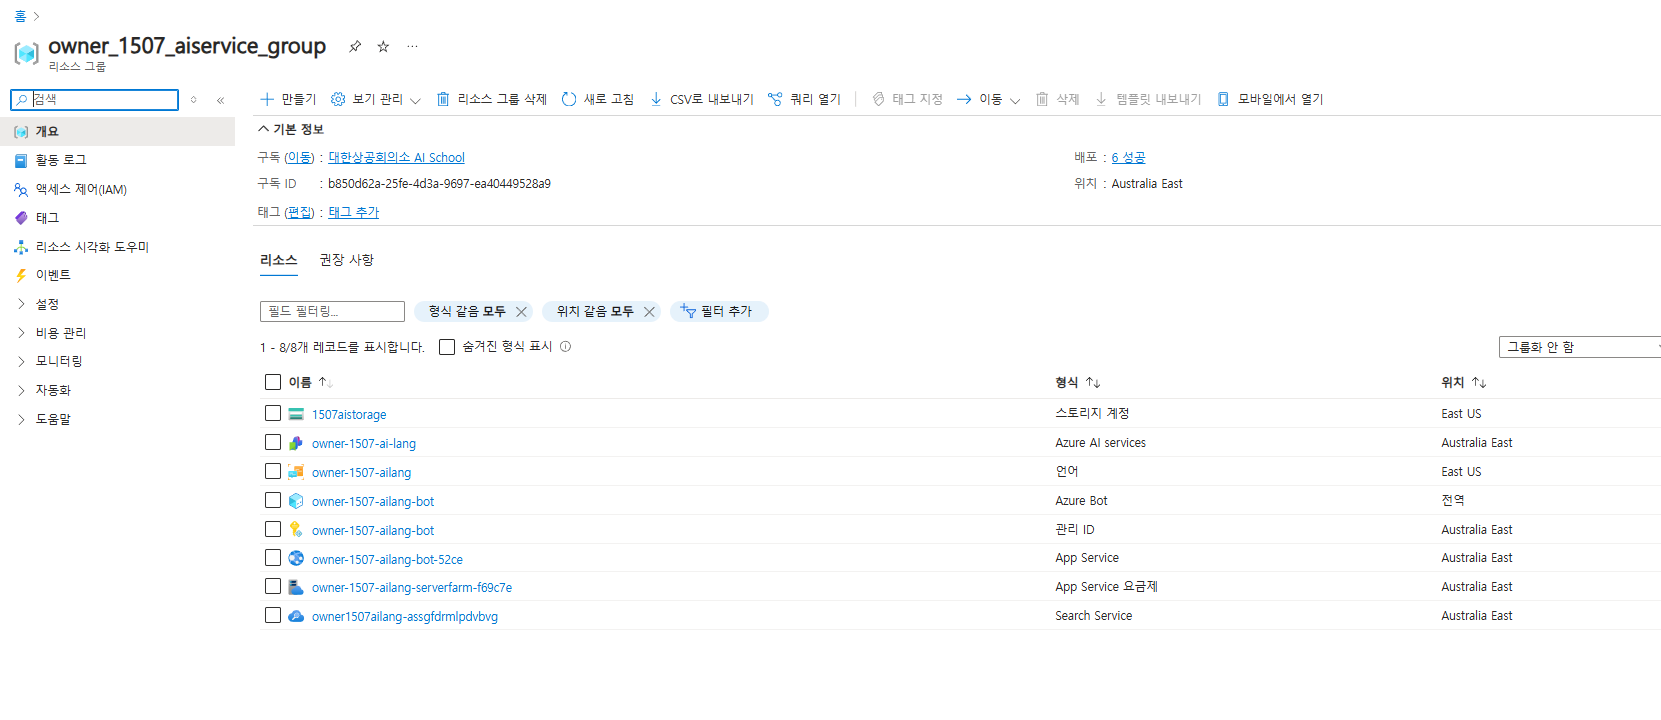 홈
owner_1507_aiservice_group
리소스 그룹
검색
개요
활동 로그
액세스 제어(IAM)
태그
리소스 시각화 도우미
이벤트
설정
비용 관리
모니터링
자동화
도움말
만들기 보기 관리 리소스 그룹 삭제 새로 고침 CSV로 내보내기 쿼리 열기 태그 지정 이동 삭제 템플릿 내보내기 모바일에서 열기
기본 정보
구독 (이동) : 대한상공회의소 AI School 배포 : 6 성공
구독 ID : b850d62a-25fe-4d3a-9697-ea40449528a9 위치 : Australia East
태그 (편집) : 태그 추가
리소스 권장 사항
필드 필터링... 형식 같음 모두 위치 같음 모두 필터 추가
1 - 8/8개 레코드를 표시합니다. 숨겨진 형식 표시 그룹화 안 함
이름 형식 위치
1507aistorage 스토리지 계정 East US
owner-1507-ai-lang Azure AI services Australia East
owner-1507-ailang 언어 East US
owner-1507-ailang-bot Azure Bot 전역
owner-1507-ailang-bot 관리 ID Australia East
owner-1507-ailang-bot-52ce App Service Australia East
owner-1507-ailang-serverfarm-f69c7e App Service 요금제 Australia East
owner1507ailang-assgfdrmlpdvbvg Search Service Australia East